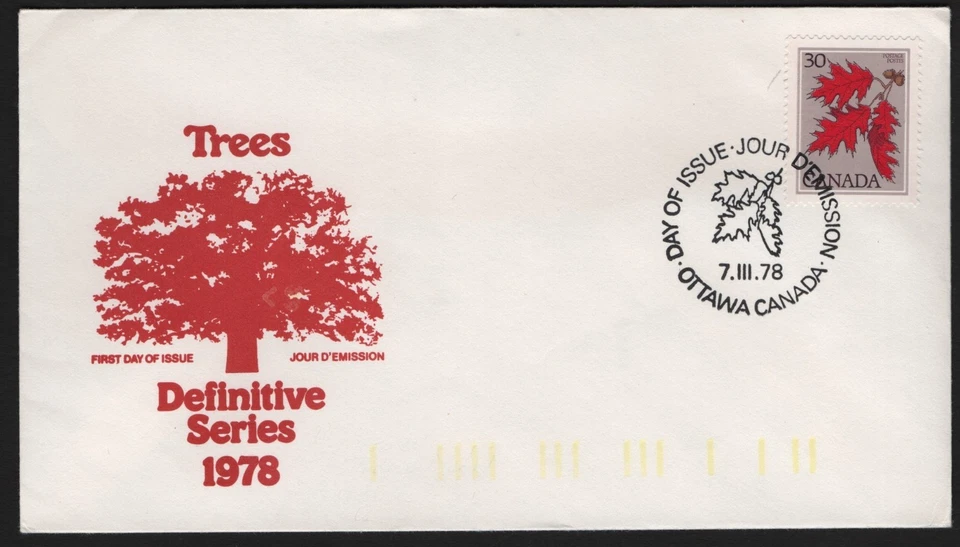 Trees
FIRST DAY OF ISSUE
JOUR D'EMISSION
Definitive
Series
1978
30
POSTAGE
POSTES
CANADA
· DAY OF ISSUE · JOUR D'EMISSION ·
7.III.78
OTTAWA CANADA